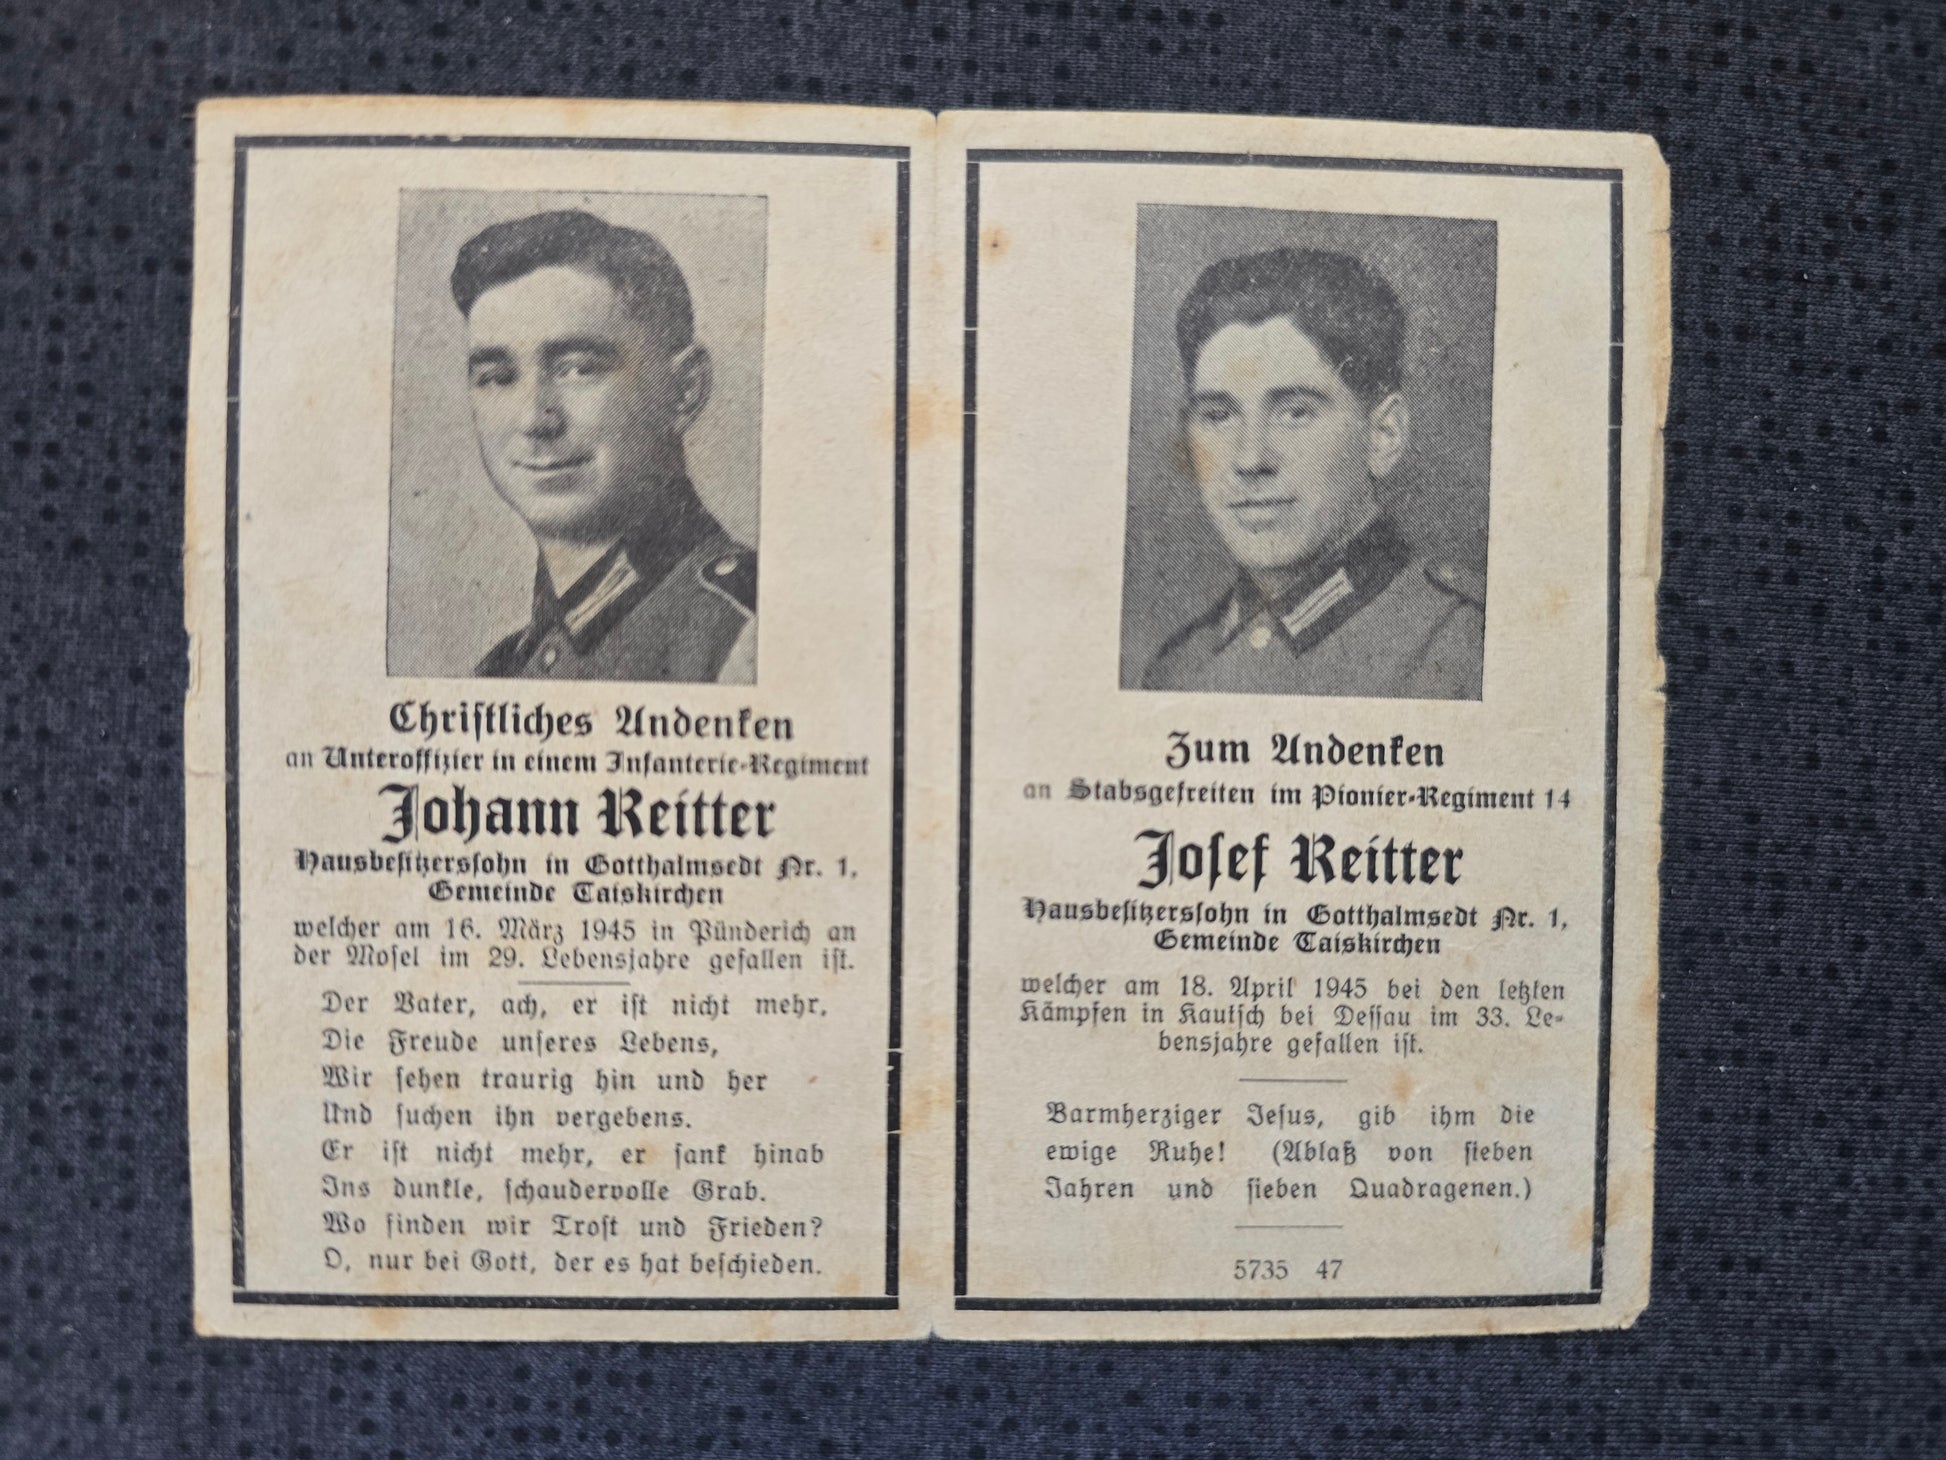 Christliches Andenken
an Unteroffizier in einem Infanterie-Regiment
Johann Reitter
Hausbesitzerssohn in Gotthalmsedt Nr. 1,
Gemeinde Taiskirchen
welcher am 16. März 1945 in Pünderich an
der Mosel im 29. Lebensjahre gefallen ist.
Der Vater, ach, er ist nicht mehr,
Die Freude unseres Lebens,
Wir sehen traurig hin und her
Und suchen ihn vergebens.
Er ist nicht mehr, er sank hinab
Ins dunkle, schaudervolle Grab.
Wo finden wir Trost und Frieden?
O, nur bei Gott, der es hat beschieden.
Zum Andenken
an Stabsgefreiten im Pionier-Regiment 14
Josef Reitter
Hausbesitzerssohn in Gotthalmsedt Nr. 1,
Gemeinde Taiskirchen
welcher am 18. April 1945 bei den letzten
Kämpfen in Kautsch bei Dessau im 33. Le-
bensjahre gefallen ist.
Barmherziger Jesus, gib ihm die
ewige Ruhe! (Ablaß von sieben
Jahren und sieben Quadragenen.)
5735 47